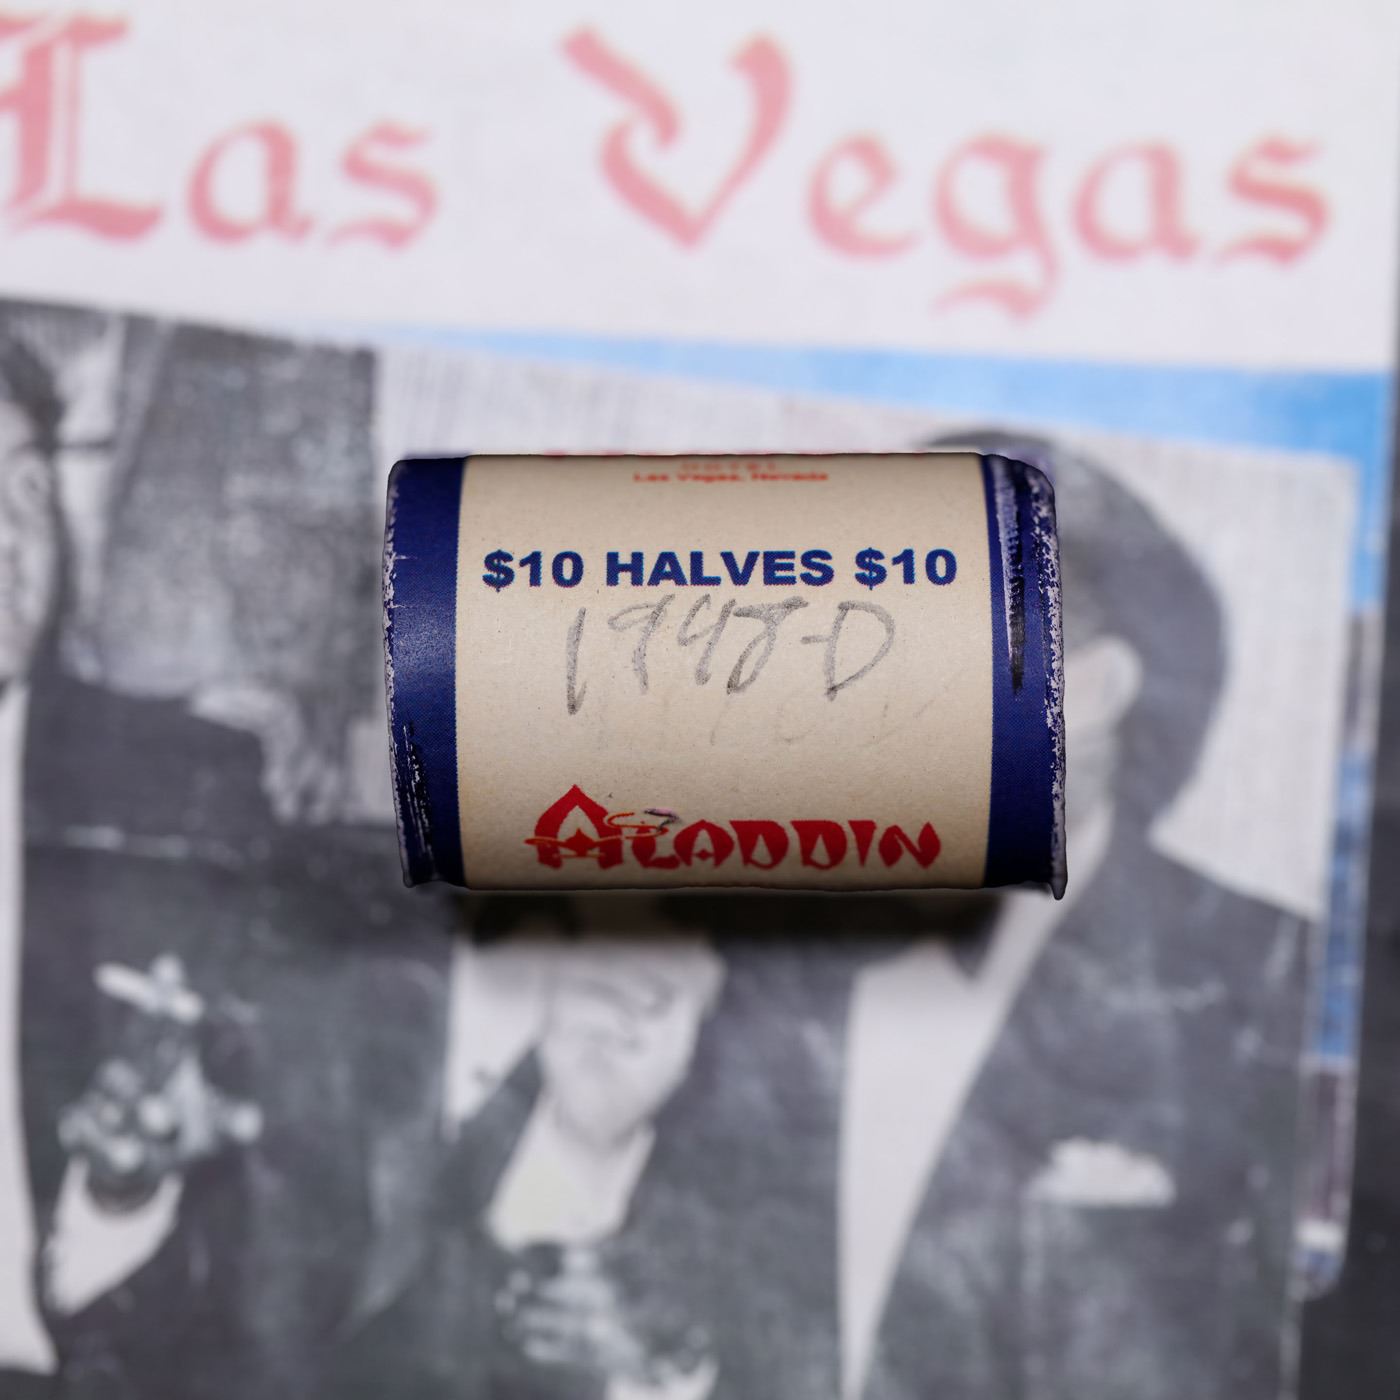 Las Vegas
Las Vegas, Nevada
$10 HALVES $10
1948-D
ALADDIN